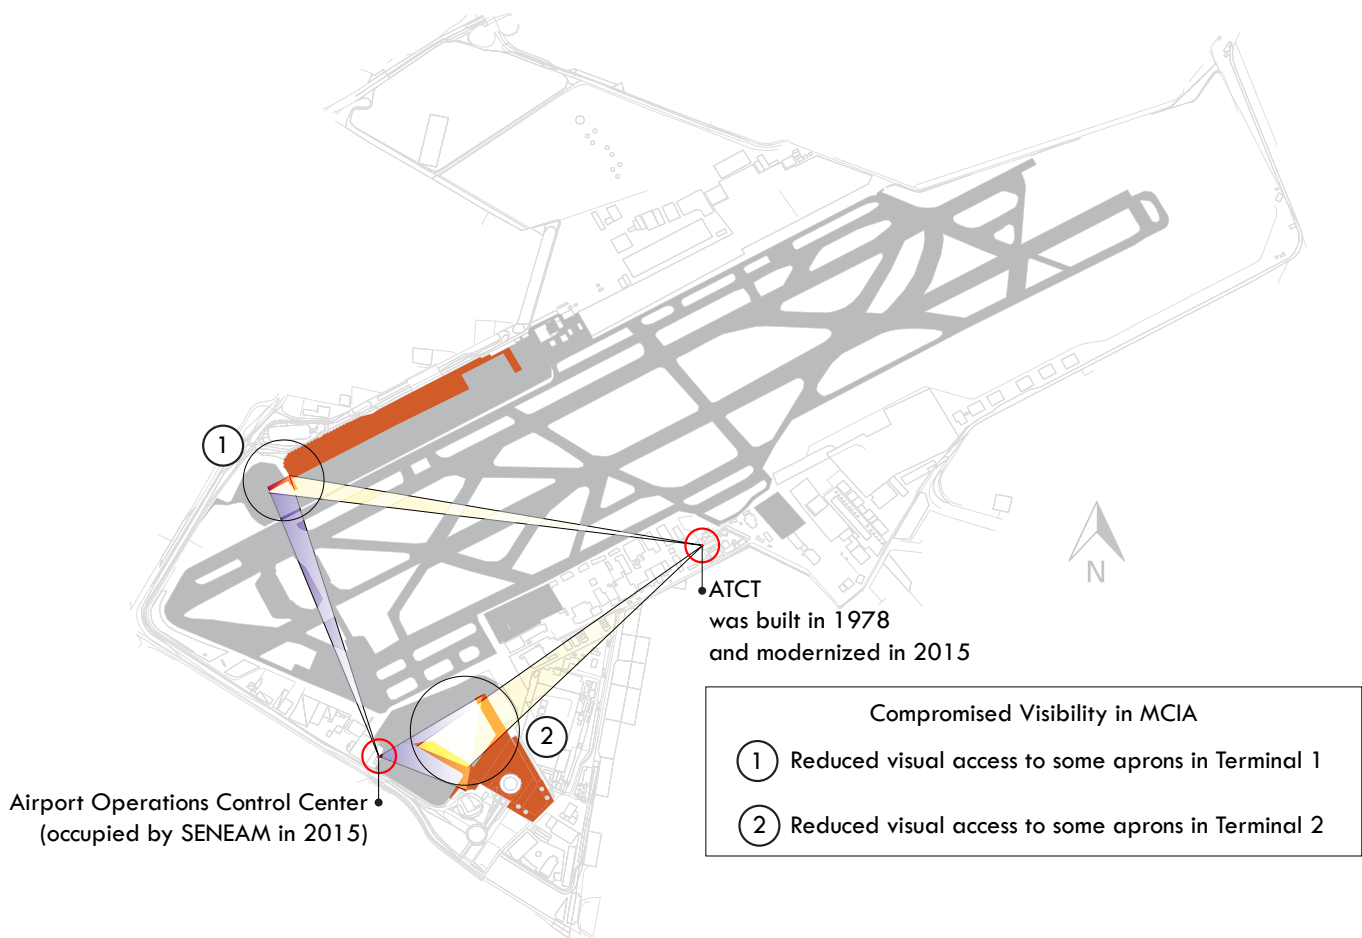 1
N
ATCT
was built in 1978
and modernized in 2015
2
Airport Operations Control Center
(occupied by SENEAM in 2015)
Compromised Visibility in MCIA
1 Reduced visual access to some aprons in Terminal 1
2 Reduced visual access to some aprons in Terminal 2